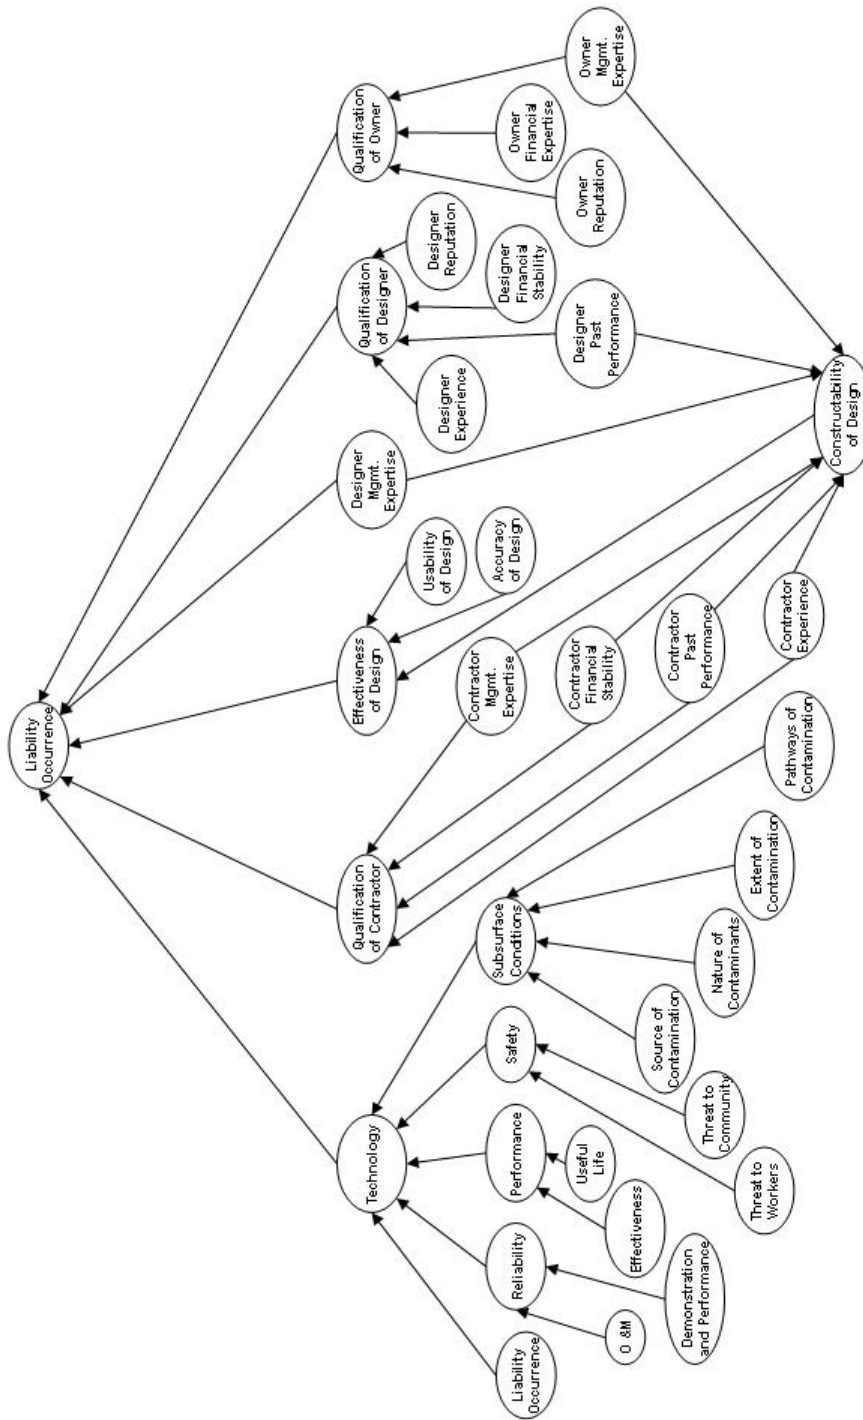 Liability
Occurrence
Technology
Qualification
of Contractor
Effectiveness
of Design
Designer
Mgmt.
Expertise
Qualification
of Designer
Qualification
of Owner
Liability
Occurrence
Reliability
Performance
Safety
Subsurface
Conditions
Contractor
Mgmt.
Expertise
Usability
of Design
Accuracy
of Design
Designer
Experience
Designer
Reputation
Designer
Financial
Stability
Owner
Financial
Expertise
O &M
Effectiveness
Useful
Life
Contractor
Financial
Stability
Designer
Past
Performance
Owner
Reputation
Owner
Mgmt.
Expertise
Demonstration
and Performance
Threat to
Workers
Threat to
Community
Source of
Contamination
Nature of
Contaminants
Extent of
Contamination
Pathways of
Contamination
Contractor
Past
Performance
Contractor
Experience
Constructability
of Design